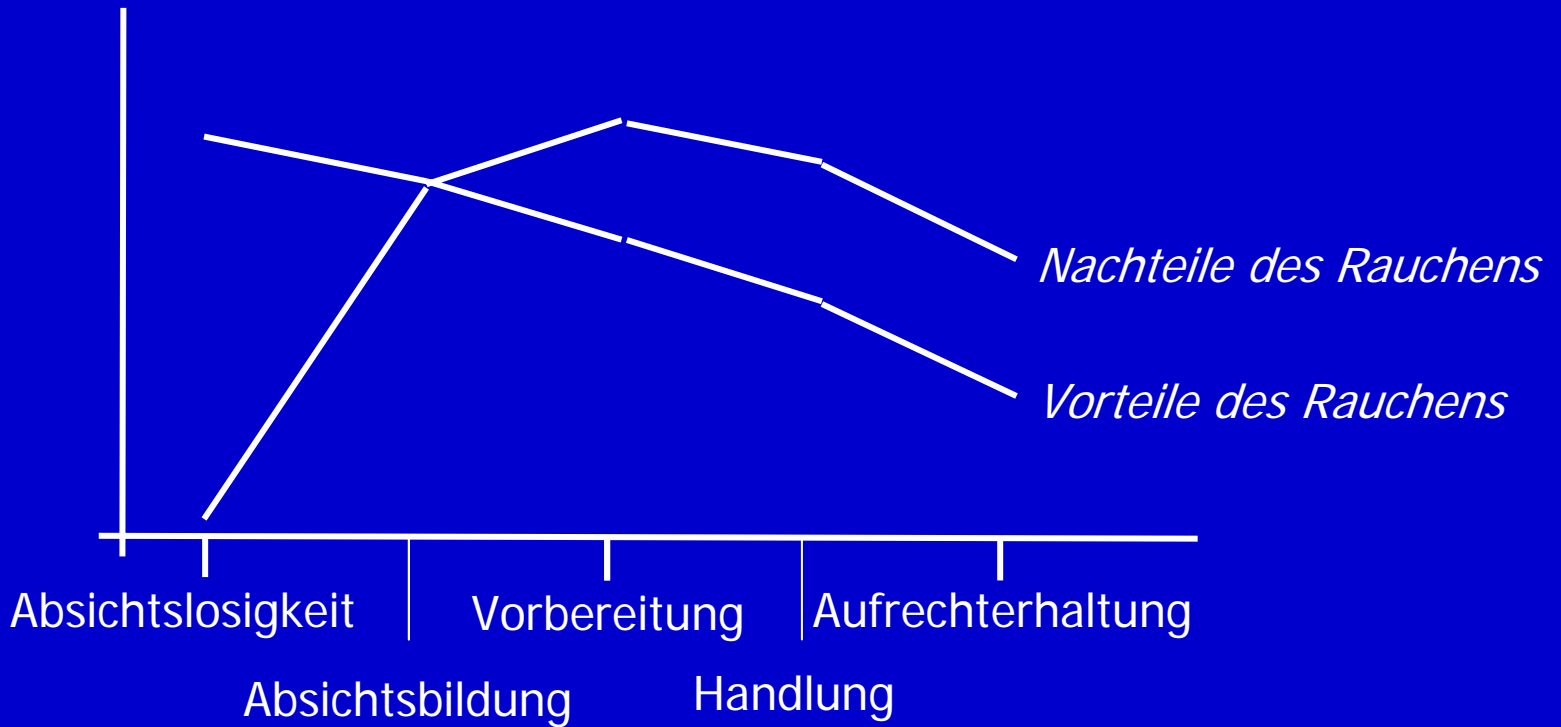 Nachteile des Rauchens
Vorteile des Rauchens
Absichtslosigkeit
Vorbereitung
Aufrechterhaltung
Absichtsbildung
Handlung